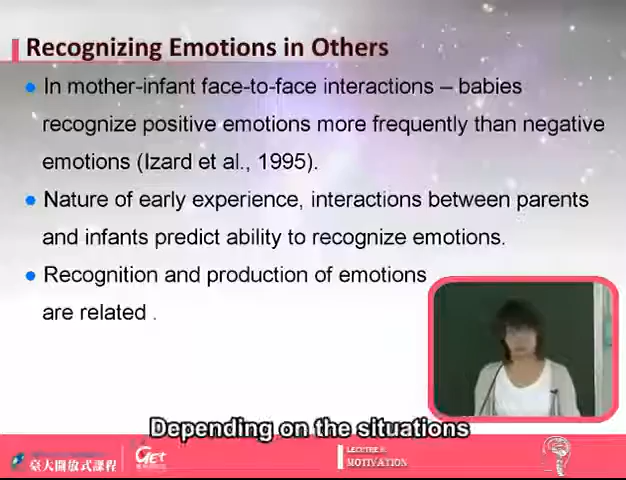 Recognizing Emotions in Others
In mother-infant face-to-face interactions – babies
recognize positive emotions more frequently than negative
emotions (Izard et al., 1995).
Nature of early experience, interactions between parents
and infants predict ability to recognize emotions.
Recognition and production of emotions
are related .
Depending on the situations
臺大開放式課程
GET
MOTIVATION